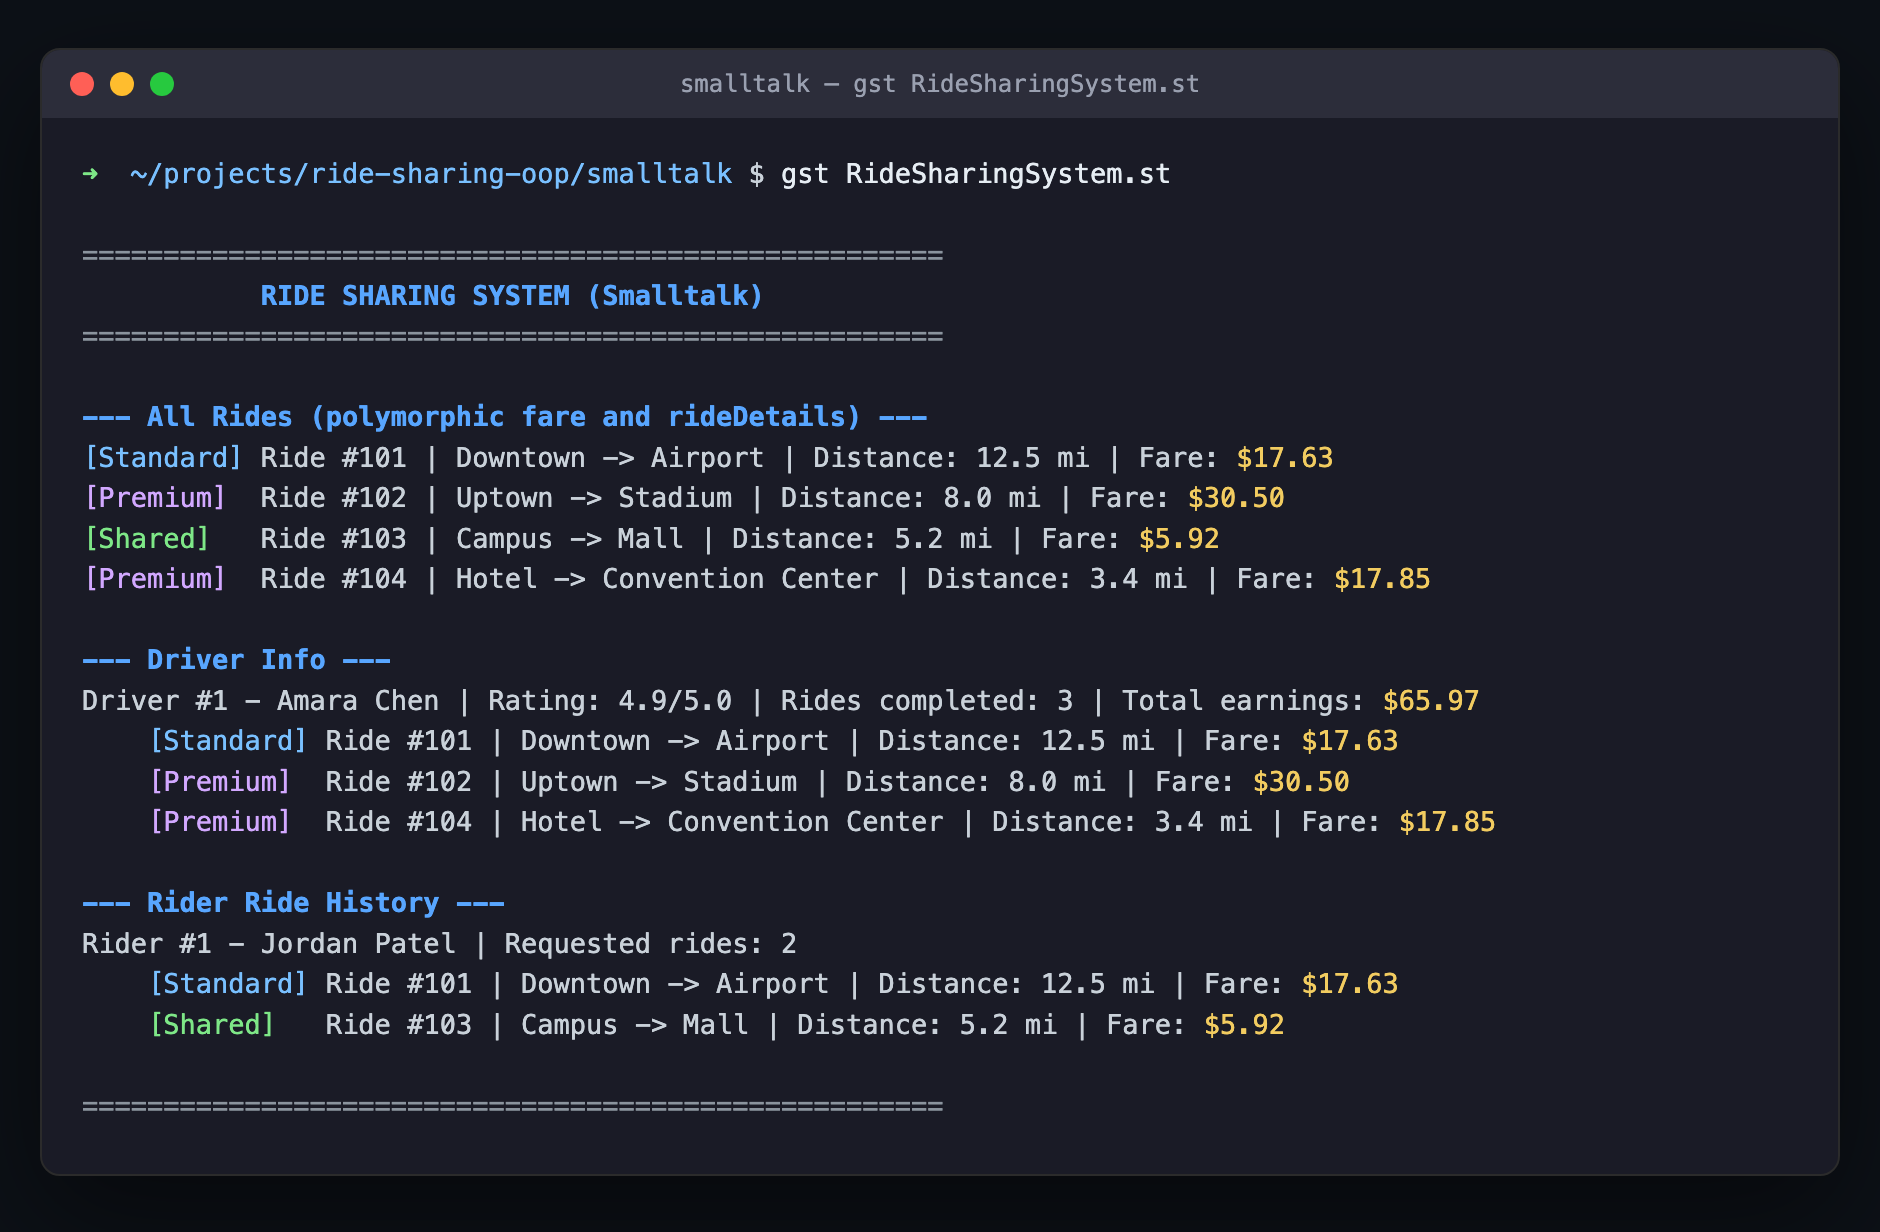 smalltalk — gst RideSharingSystem.st
➜  ~/projects/ride-sharing-oop/smalltalk $ gst RideSharingSystem.st
=====================================================
           RIDE SHARING SYSTEM (Smalltalk)
=====================================================
--- All Rides (polymorphic fare and rideDetails) ---
[Standard] Ride #101 | Downtown -> Airport | Distance: 12.5 mi | Fare: $17.63
[Premium]  Ride #102 | Uptown -> Stadium | Distance: 8.0 mi | Fare: $30.50
[Shared]   Ride #103 | Campus -> Mall | Distance: 5.2 mi | Fare: $5.92
[Premium]  Ride #104 | Hotel -> Convention Center | Distance: 3.4 mi | Fare: $17.85
--- Driver Info ---
Driver #1 - Amara Chen | Rating: 4.9/5.0 | Rides completed: 3 | Total earnings: $65.97
    [Standard] Ride #101 | Downtown -> Airport | Distance: 12.5 mi | Fare: $17.63
    [Premium]  Ride #102 | Uptown -> Stadium | Distance: 8.0 mi | Fare: $30.50
    [Premium]  Ride #104 | Hotel -> Convention Center | Distance: 3.4 mi | Fare: $17.85
--- Rider Ride History ---
Rider #1 - Jordan Patel | Requested rides: 2
    [Standard] Ride #101 | Downtown -> Airport | Distance: 12.5 mi | Fare: $17.63
    [Shared]   Ride #103 | Campus -> Mall | Distance: 5.2 mi | Fare: $5.92
=====================================================